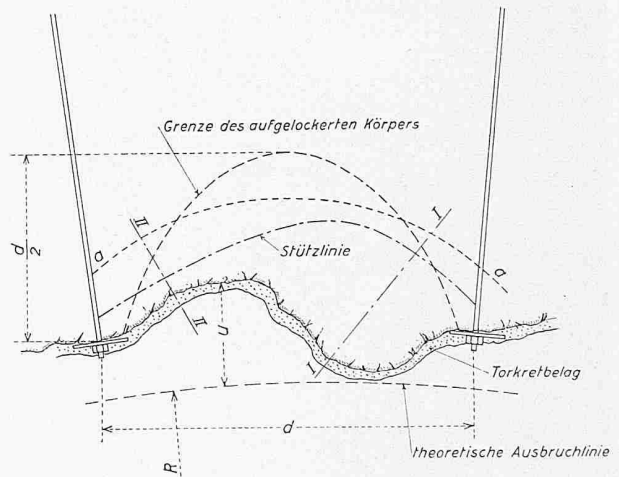 Grenze des aufgelockerten Körpers
I
II
d/2
a
Stützlinie
a
II
u
I
Torkretbelag
d
theoretische Ausbruchlinie
R